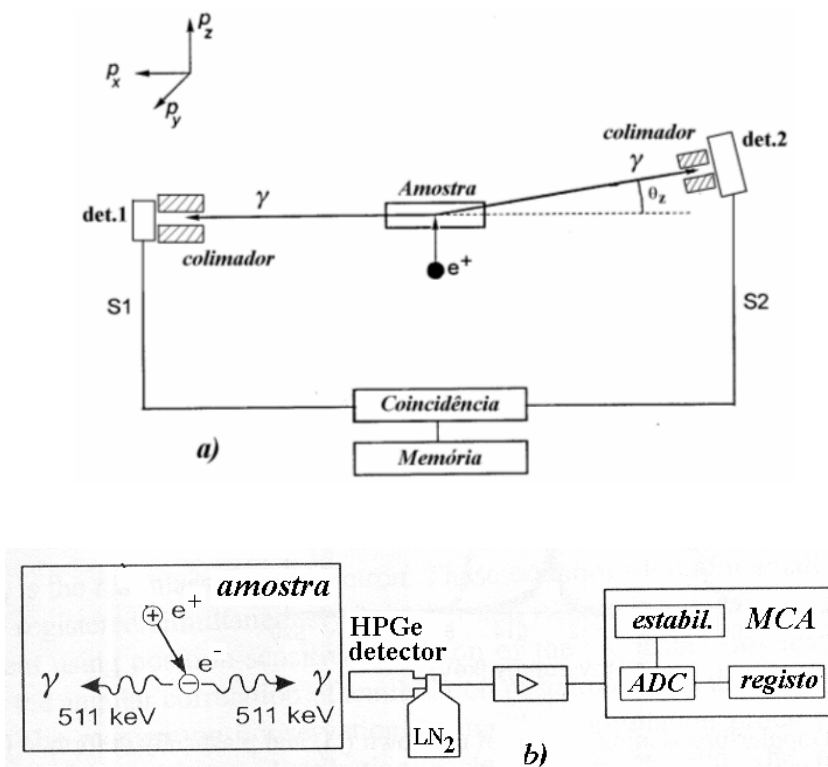 p_z
p_x
p_y
colimador
det.2
γ
θ_z
Amostra
γ
det.1
colimador
e⁺
S1
S2
Coincidência
a)
Memória
amostra
e⁺
e⁻
γ
γ
511 keV
511 keV
HPGe
detector
LN₂
estabil.
MCA
ADC
registo
b)